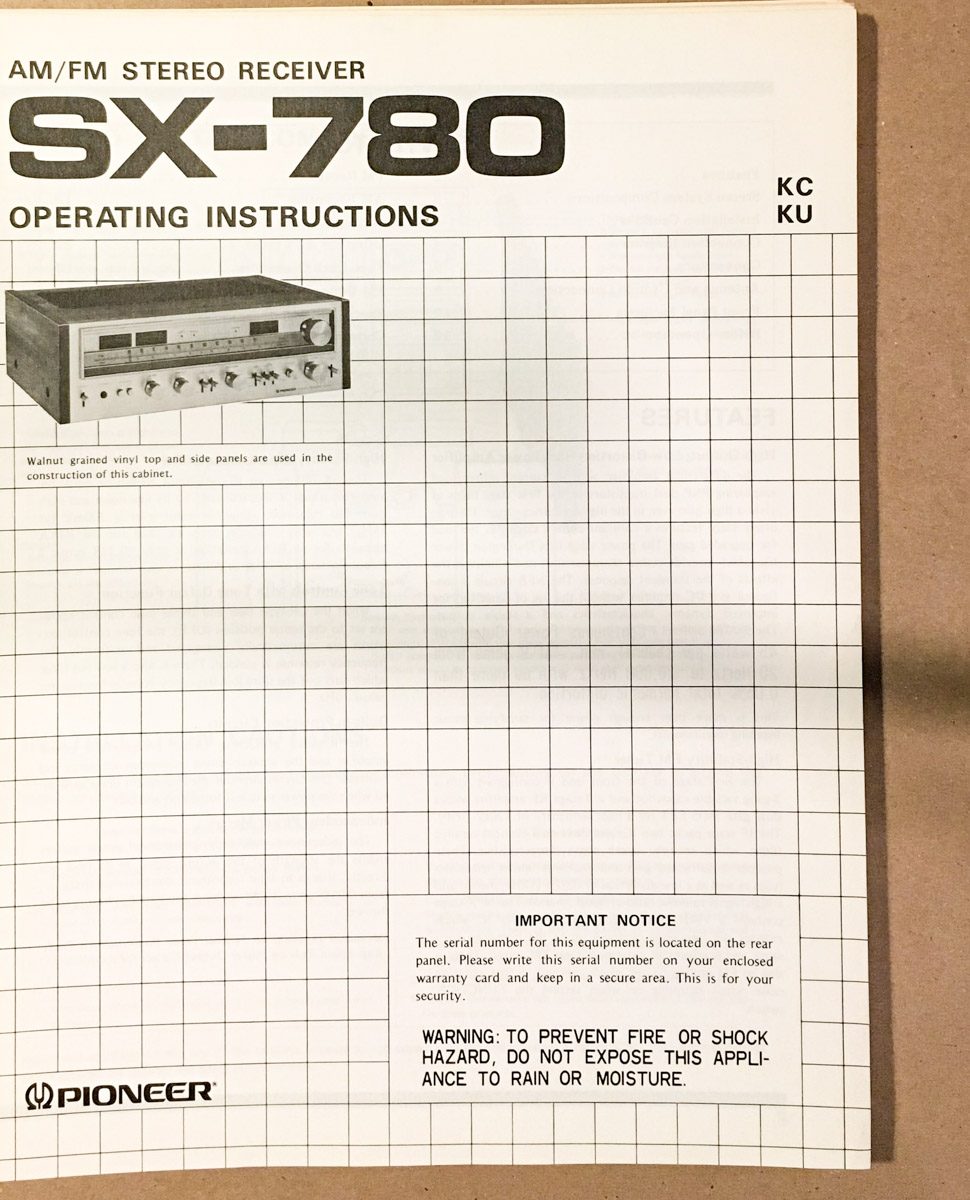 AM/FM STEREO RECEIVER
SX-780
OPERATING INSTRUCTIONS
KC
KU
Walnut grained vinyl top and side panels are used in the
construction of this cabinet.
IMPORTANT NOTICE
The serial number for this equipment is located on the rear
panel. Please write this serial number on your enclosed
warranty card and keep in a secure area. This is for your
security.
WARNING: TO PREVENT FIRE OR SHOCK
HAZARD, DO NOT EXPOSE THIS APPLI-
ANCE TO RAIN OR MOISTURE.
PIONEER®